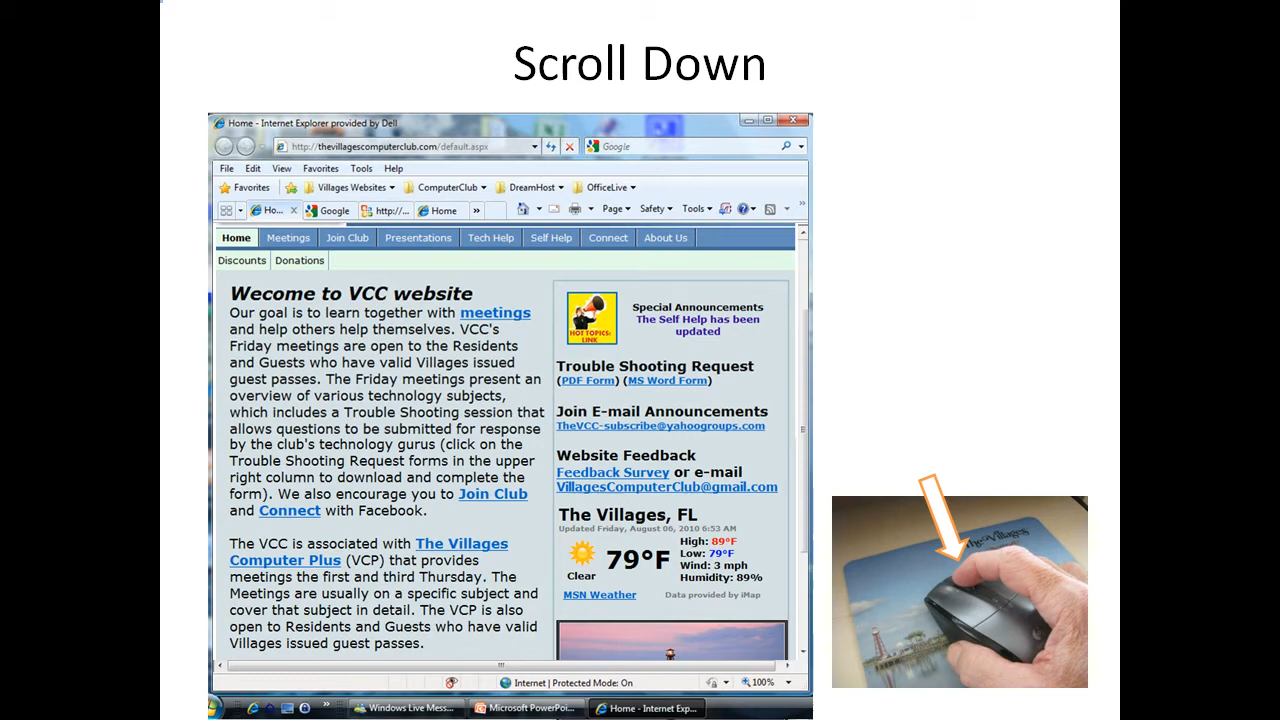 Scroll Down
Home - Internet Explorer provided by Dell
http://thevillagescomputerclub.com/default.aspx
Google
File Edit View Favorites Tools Help
Favorites Villages Websites ComputerClub DreamHost OfficeLive
Ho... Google http://... Home » Page Safety Tools »
Home Meetings Join Club Presentations Tech Help Self Help Connect About Us
Discounts Donations
Wecome to VCC website
Our goal is to learn together with meetings
and help others help themselves. VCC's
Friday meetings are open to the Residents
and Guests who have valid Villages issued
guest passes. The Friday meetings present an
overview of various technology subjects,
which includes a Trouble Shooting session that
allows questions to be submitted for response
by the club's technology gurus (click on the
Trouble Shooting Request forms in the upper
right column to download and complete the
form). We also encourage you to Join Club
and Connect with Facebook.
The VCC is associated with The Villages
Computer Plus (VCP) that provides
meetings the first and third Thursday. The
Meetings are usually on a specific subject and
cover that subject in detail. The VCP is also
open to Residents and Guests who have valid
Villages issued guest passes.
HOT TOPICS:
LINK
Special Announcements
The Self Help has been
updated
Trouble Shooting Request
(PDF Form) (MS Word Form)
Join E-mail Announcements
TheVCC-subscribe@yahoogroups.com
Website Feedback
Feedback Survey or e-mail
VillagesComputerClub@gmail.com
The Villages, FL
Updated Friday, August 06, 2010 6:53 AM
Clear
79°F
High: 89°F
Low: 79°F
Wind: 3 mph
Humidity: 89%
MSN Weather Data provided by iMap
Internet | Protected Mode: On
100%
» Windows Live Mess... Microsoft PowerPoi... Home - Internet Exp...
The Villages